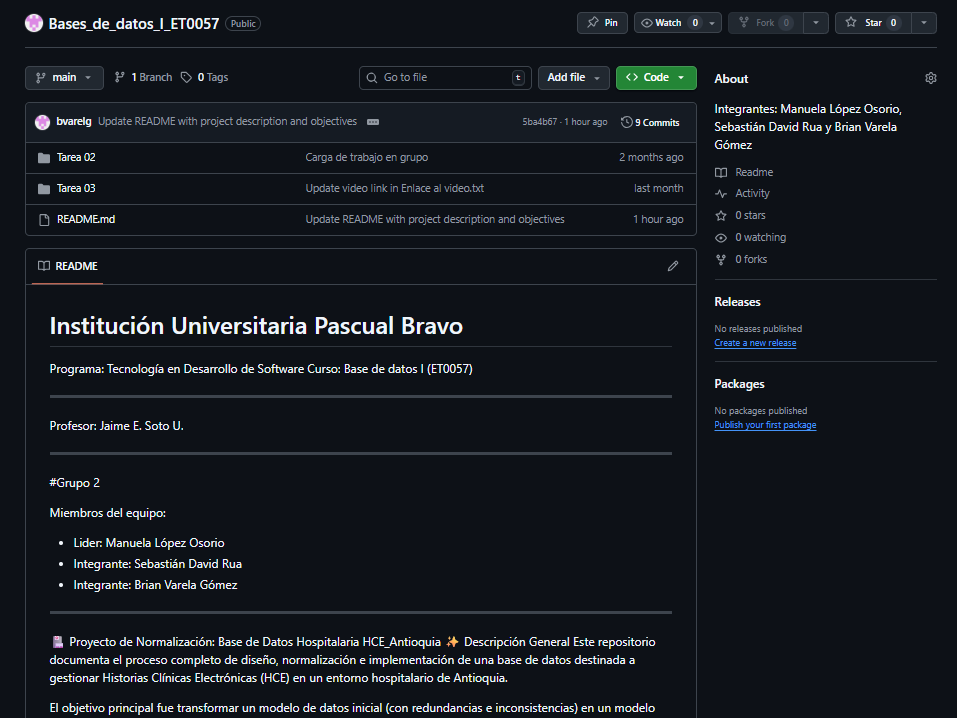 Bases_de_datos_I_ET0057 Public Pin Watch 0 Fork 0 Star 0
main 1 Branch 0 Tags Go to file t Add file Code
bvarelg Update README with project description and objectives 5ba4b67 · 1 hour ago 9 Commits
Tarea 02 Carga de trabajo en grupo 2 months ago
Tarea 03 Update video link in Enlace al video.txt last month
README.md Update README with project description and objectives 1 hour ago
README
Institución Universitaria Pascual Bravo
Programa: Tecnología en Desarrollo de Software Curso: Base de datos I (ET0057)
Profesor: Jaime E. Soto U.
#Grupo 2
Miembros del equipo:
• Lider: Manuela López Osorio
• Integrante: Sebastián David Rua
• Integrante: Brian Varela Gómez
Proyecto de Normalización: Base de Datos Hospitalaria HCE_Antioquia ✨ Descripción General Este repositorio
documenta el proceso completo de diseño, normalización e implementación de una base de datos destinada a
gestionar Historias Clínicas Electrónicas (HCE) en un entorno hospitalario de Antioquia.
El objetivo principal fue transformar un modelo de datos inicial (con redundancias e inconsistencias) en un modelo
About
Integrantes: Manuela López Osorio,
Sebastián David Rua y Brian Varela
Gómez
Readme
Activity
0 stars
0 watching
0 forks
Releases
No releases published
Create a new release
Packages
No packages published
Publish your first package